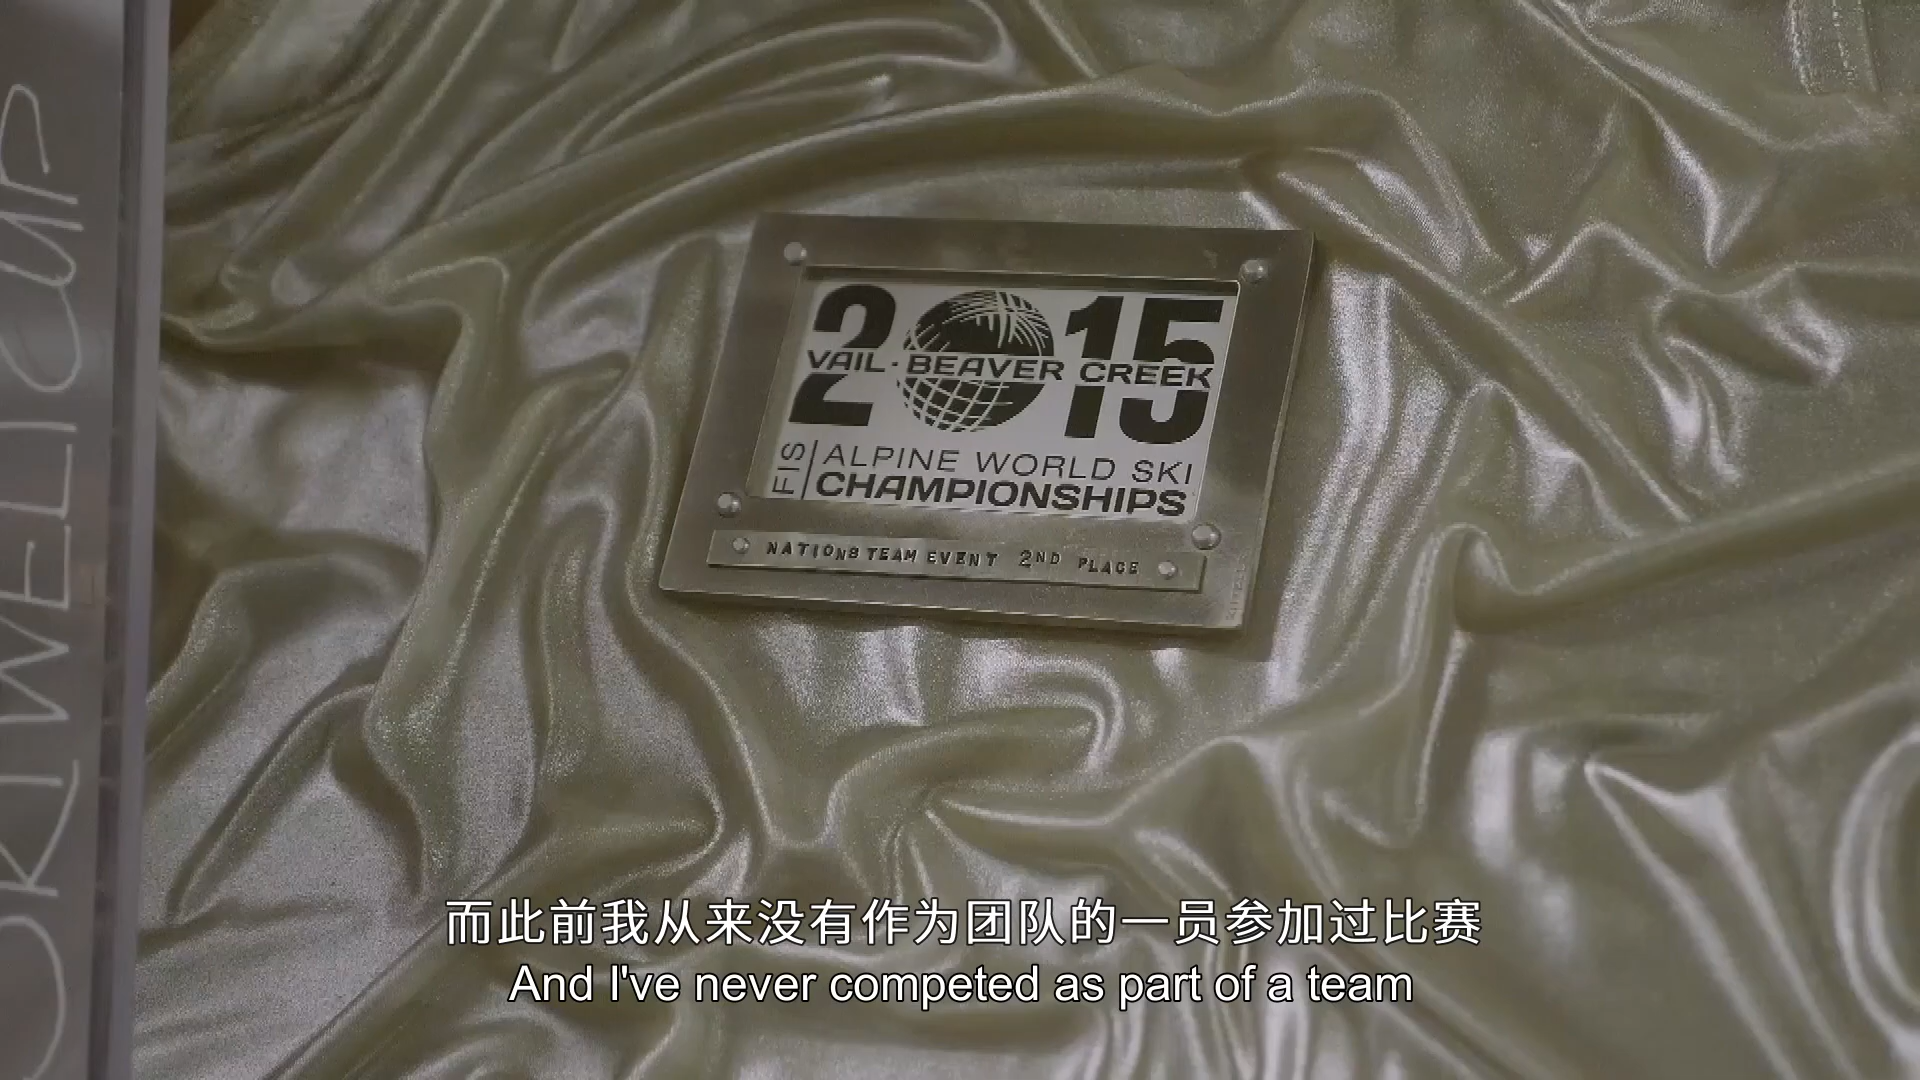 SKI WELTCUP
2015
VAIL · BEAVER CREEK
FIS
ALPINE WORLD SKI
CHAMPIONSHIPS
NATIONS TEAM EVENT 2ND PLACE
而此前我从来没有作为团队的一员参加过比赛
And I've never competed as part of a team